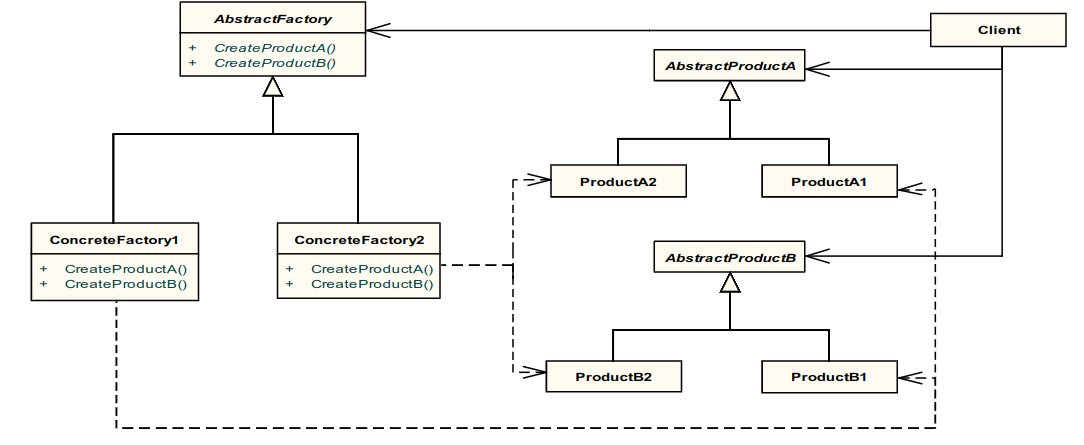 AbstractFactory
+ CreateProductA()
+ CreateProductB()
Client
AbstractProductA
ProductA2
ProductA1
ConcreteFactory1
+ CreateProductA()
+ CreateProductB()
ConcreteFactory2
+ CreateProductA()
+ CreateProductB()
AbstractProductB
ProductB2
ProductB1